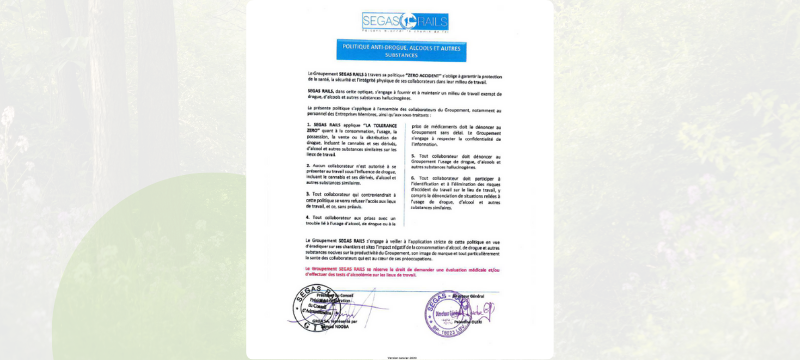 SEGAS RAILS
POLITIQUE ANTI-DROGUE, ALCOOLS ET AUTRES
SUBSTANCES
Le Groupement SEGAS RAILS à travers sa politique "ZERO ACCIDENT" s'oblige à garantir la protection
de la santé, la sécurité et l'intégrité physique de ses collaborateurs dans leur milieu de travail.
SEGAS RAILS, dans cette optique, s'engage à fournir et à maintenir un milieu de travail exempt de
drogue, d'alcools et autres substances hallucinogènes.
La présente politique s'applique à l'ensemble des collaborateurs du Groupement, notamment au
personnel des Entreprises Membres, ainsi qu'aux sous-traitants :
1. SEGAS RAILS applique "LA TOLERANCE
ZERO" quant à la consommation, l'usage, la
possession, la vente ou la distribution de
drogue, incluant le cannabis et ses dérivés,
d'alcool et autres substances similaires sur les
lieux de travail.
2. Aucun collaborateur n'est autorisé à se
présenter au travail sous l'influence de drogue,
incluant le cannabis et ses dérivés, d'alcool et
autres substances similaires.
3. Tout collaborateur qui contreviendrait à
cette politique se verra refuser l'accès aux lieux
de travail, et ce, sans préavis.
4. Tout collaborateur aux prises avec un
trouble lié à l'usage d'alcool, de drogue ou à la
prise de médicaments doit le dénoncer au
Groupement sans délai. Le Groupement
s'engage à respecter la confidentialité de
l'information.
5. Tout collaborateur doit dénoncer au
Groupement l'usage de drogue, d'alcools et
autres substances hallucinogènes.
6. Tout collaborateur doit participer à
l'identification et à l'élimination des risques
d'accident du travail sur le lieu de travail, y
compris la dénonciation de situations reliées à
l'usage de drogue, d'alcool et autres
substances similaires.
Le Groupement SEGAS RAILS s'engage à veiller à l'application stricte de cette politique en vue
d'éradiquer sur ses chantiers et sites l'impact négatif de la consommation d'alcool, de drogue et autres
substances nocives sur la productivité du Groupement, son image de marque et tout particulièrement
la santé des collaborateurs qui est au cœur de ses préoccupations.
Le Groupement SEGAS RAILS se réserve le droit de demander une évaluation médicale et/ou
d'effectuer des tests d'alcoolémie sur les lieux de travail.
Président du Conseil
Directeur Général
représenté par